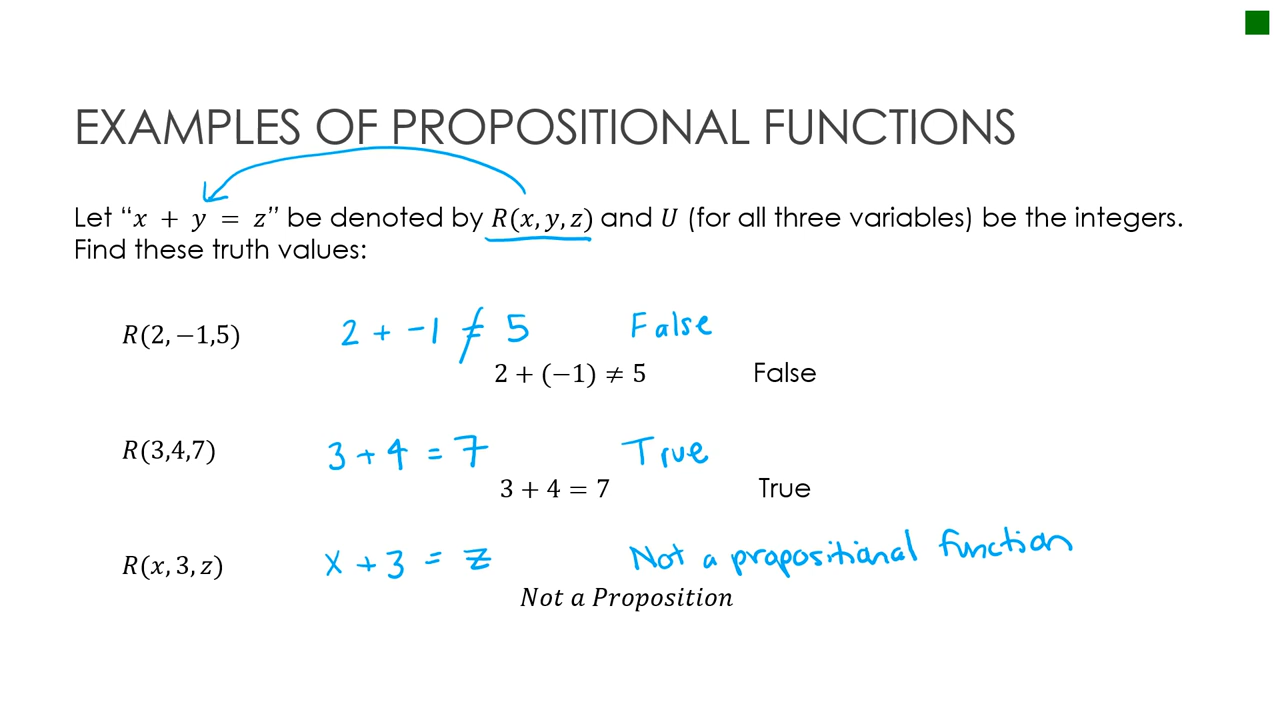 EXAMPLES OF PROPOSITIONAL FUNCTIONS
Let “x + y = z” be denoted by R(x, y, z) and U (for all three variables) be the integers.
Find these truth values:
R(2, −1,5) 2 + -1 ≠ 5 False
2 + (−1) ≠ 5 False
R(3,4,7) 3 + 4 = 7 True
3 + 4 = 7 True
R(x, 3, z) x + 3 = z Not a propositional function
Not a Proposition